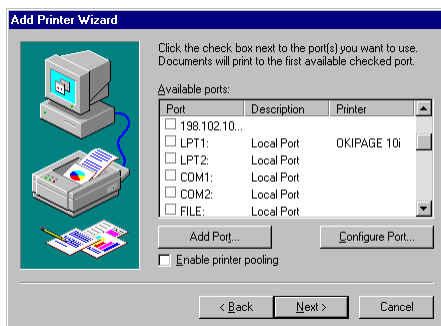 Add Printer Wizard
Click the check box next to the port(s) you want to use.
Documents will print to the first available checked port.
Available ports:
Port Description Printer
198.102.10...
LPT1: Local Port OKIPAGE 10i
LPT2: Local Port
COM1: Local Port
COM2: Local Port
FILE: Local Port
Add Port... Configure Port...
Enable printer pooling
< Back Next > Cancel